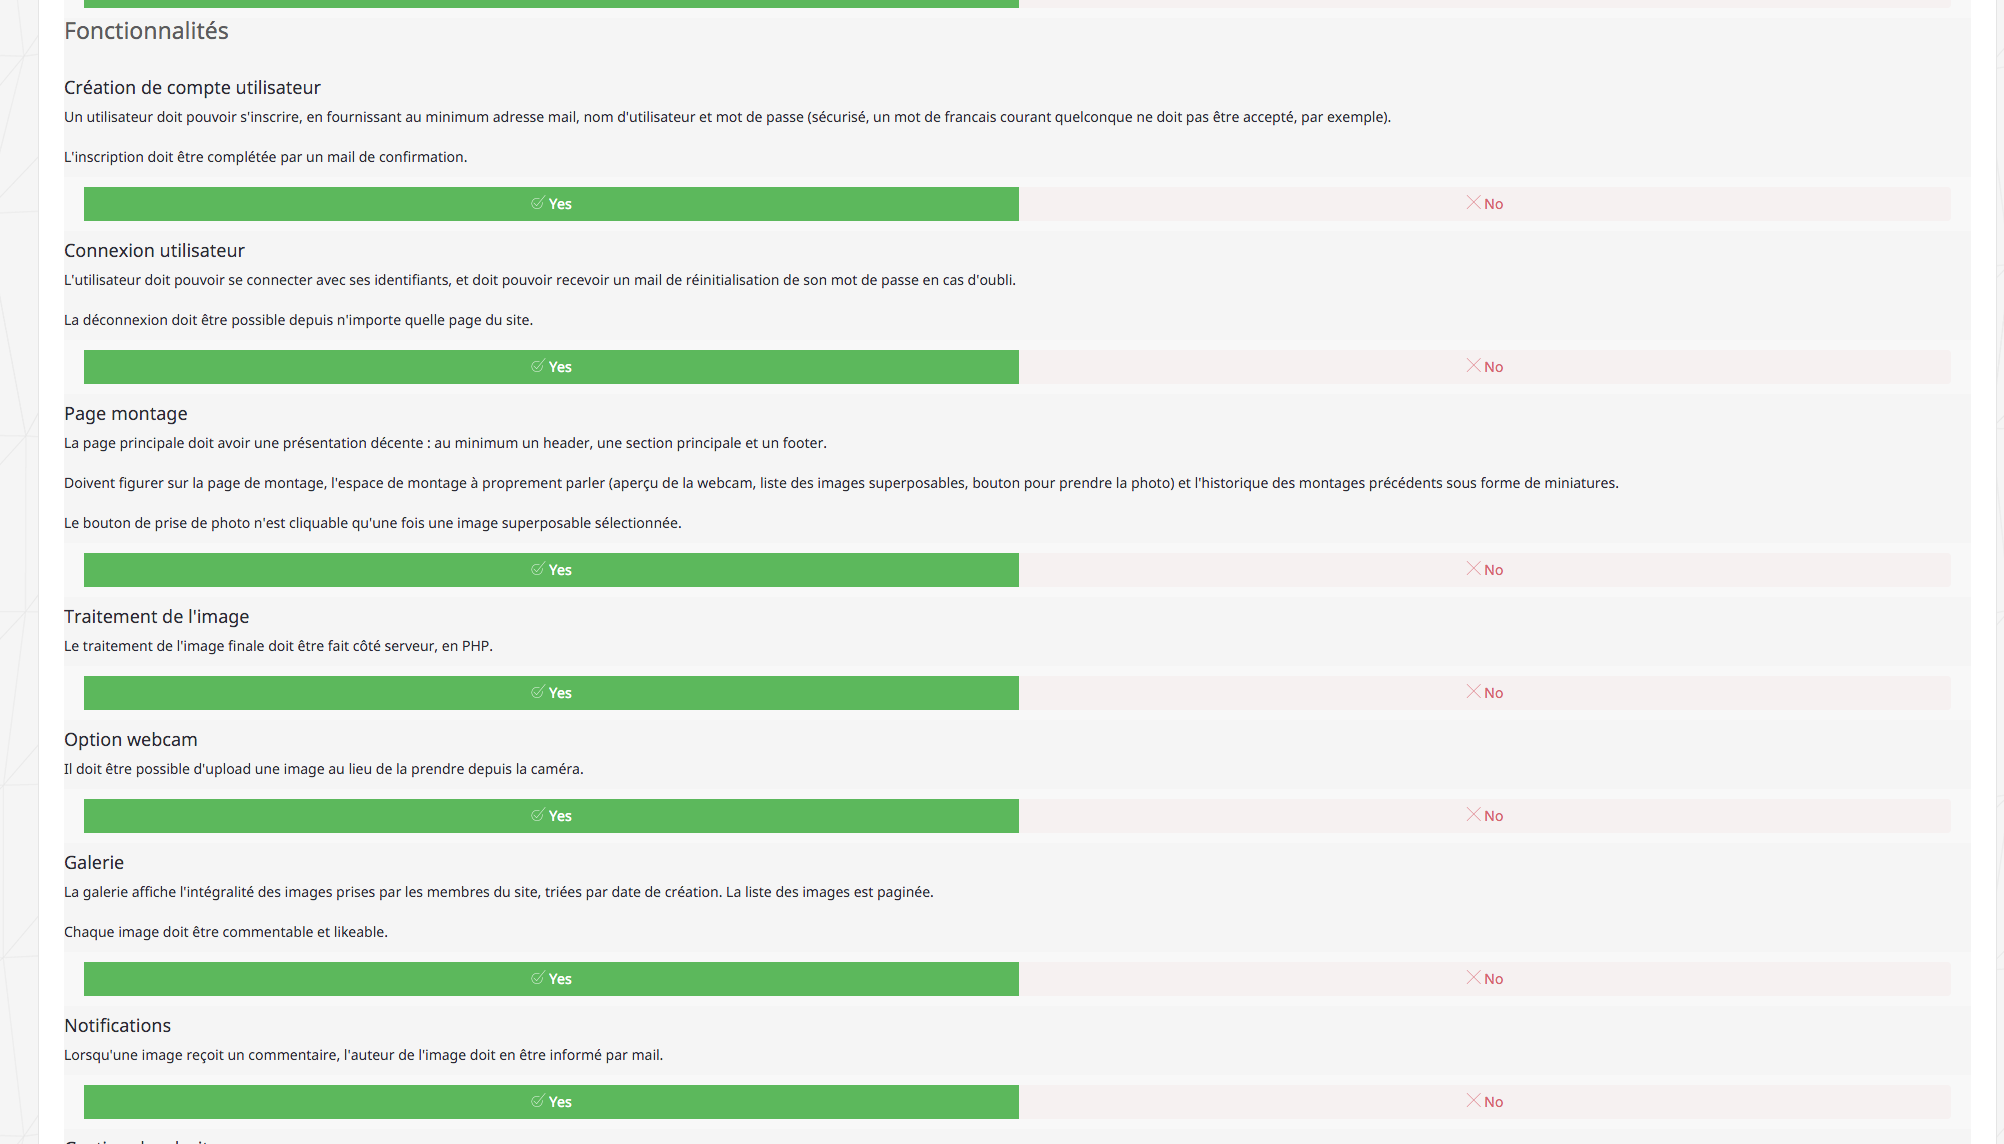 Fonctionnalités
Création de compte utilisateur
Un utilisateur doit pouvoir s'inscrire, en fournissant au minimum adresse mail, nom d'utilisateur et mot de passe (sécurisé, un mot de francais courant quelconque ne doit pas être accepté, par exemple).
L'inscription doit être complétée par un mail de confirmation.
Yes No
Connexion utilisateur
L'utilisateur doit pouvoir se connecter avec ses identifiants, et doit pouvoir recevoir un mail de réinitialisation de son mot de passe en cas d'oubli.
La déconnexion doit être possible depuis n'importe quelle page du site.
Yes No
Page montage
La page principale doit avoir une présentation décente : au minimum un header, une section principale et un footer.
Doivent figurer sur la page de montage, l'espace de montage à proprement parler (aperçu de la webcam, liste des images superposables, bouton pour prendre la photo) et l'historique des montages précédents sous forme de miniatures.
Le bouton de prise de photo n'est cliquable qu'une fois une image superposable sélectionnée.
Yes No
Traitement de l'image
Le traitement de l'image finale doit être fait côté serveur, en PHP.
Yes No
Option webcam
Il doit être possible d'upload une image au lieu de la prendre depuis la caméra.
Yes No
Galerie
La galerie affiche l'intégralité des images prises par les membres du site, triées par date de création. La liste des images est paginée.
Chaque image doit être commentable et likeable.
Yes No
Notifications
Lorsqu'une image reçoit un commentaire, l'auteur de l'image doit en être informé par mail.
Yes No